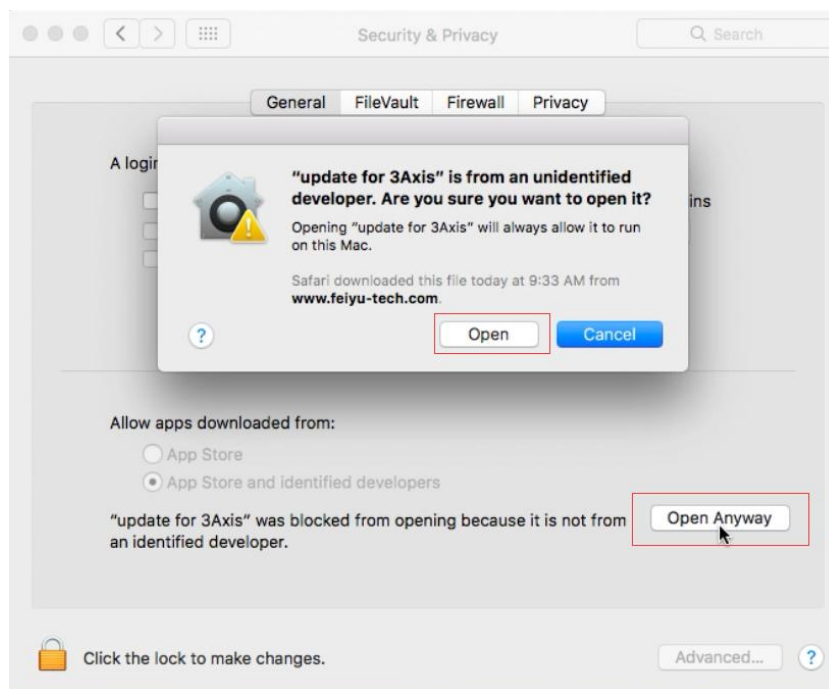 Security & Privacy
Search
General FileVault Firewall Privacy
A login
ins
"update for 3Axis" is from an unidentified
developer. Are you sure you want to open it?
Opening "update for 3Axis" will always allow it to run
on this Mac.
Safari downloaded this file today at 9:33 AM from
www.feiyu-tech.com.
?
Open
Cancel
Allow apps downloaded from:
App Store
App Store and identified developers
"update for 3Axis" was blocked from opening because it is not from
an identified developer.
Open Anyway
Click the lock to make changes.
Advanced...
?